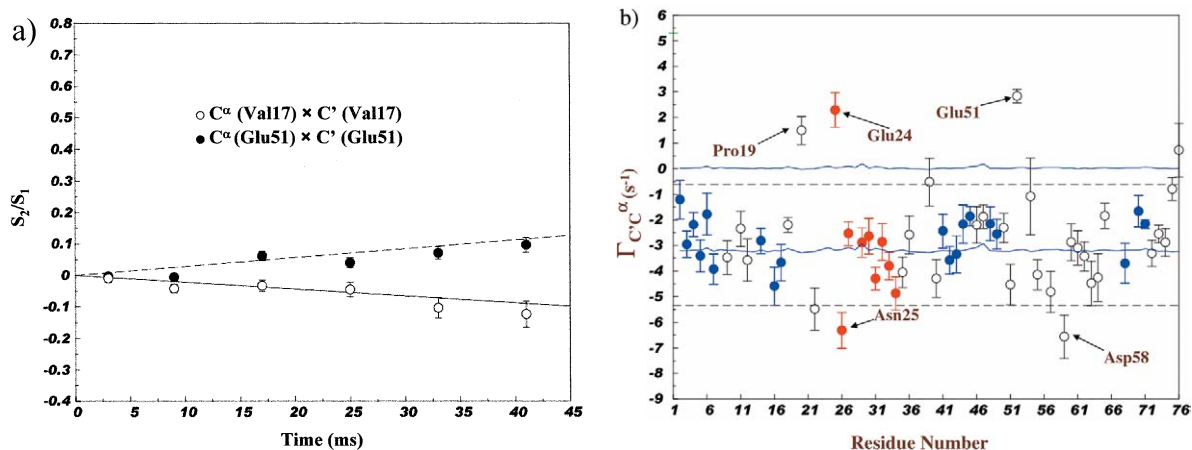 a)
0.8
0.7
0.6
0.5
0.4
0.3
0.2
0.1
0
-0.1
-0.2
-0.3
-0.4
S₂/S₁
Cα (Val17) × C' (Val17)
Cα (Glu51) × C' (Glu51)
0 5 10 15 20 25 30 35 40 45
Time (ms)
b)
6
5
4
3
2
1
0
-1
-2
-3
-4
-5
-6
-7
-8
-9
ΓC'Cα (s⁻¹)
Pro19
Glu24
Glu51
Asn25
Asp58
1 6 11 16 21 26 31 36 41 46 51 56 61 66 71 76
Residue Number